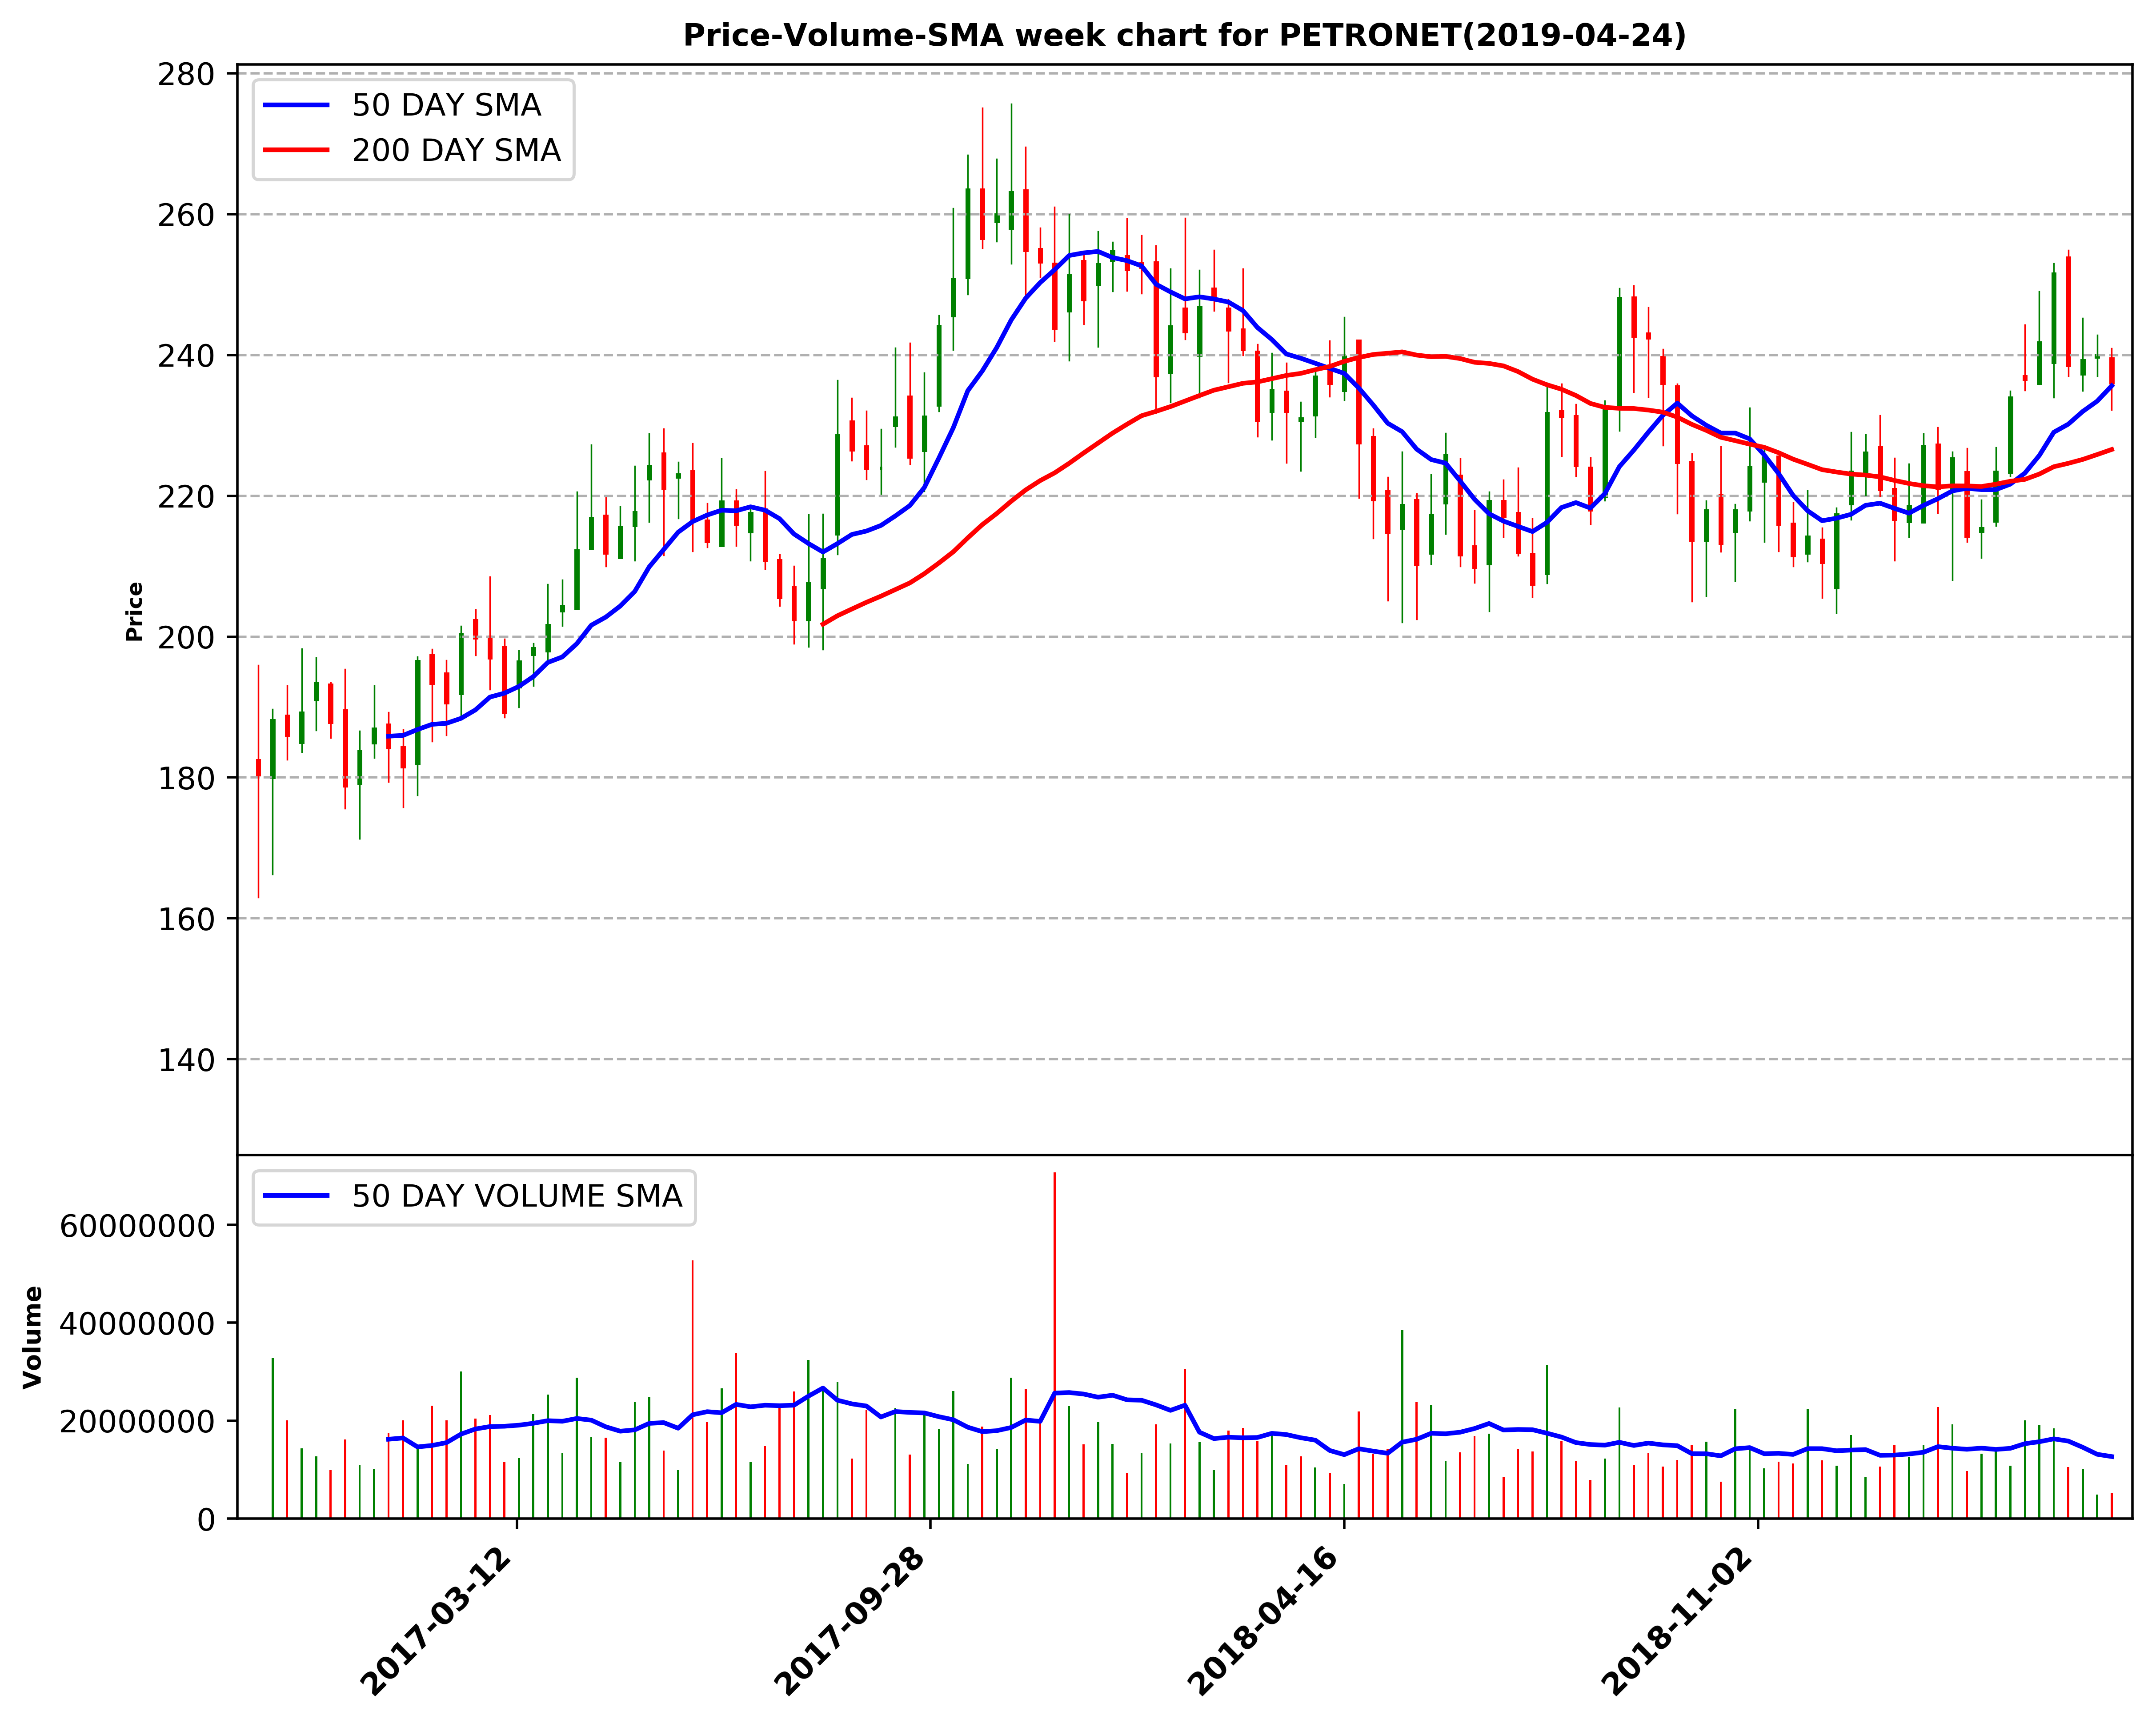 Price-Volume-SMA week chart for PETRONET(2019-04-24)
280
260
240
220
200
180
160
140
Price
50 DAY SMA
200 DAY SMA
50 DAY VOLUME SMA
60000000
40000000
20000000
0
Volume
2017-03-12
2017-09-28
2018-04-16
2018-11-02